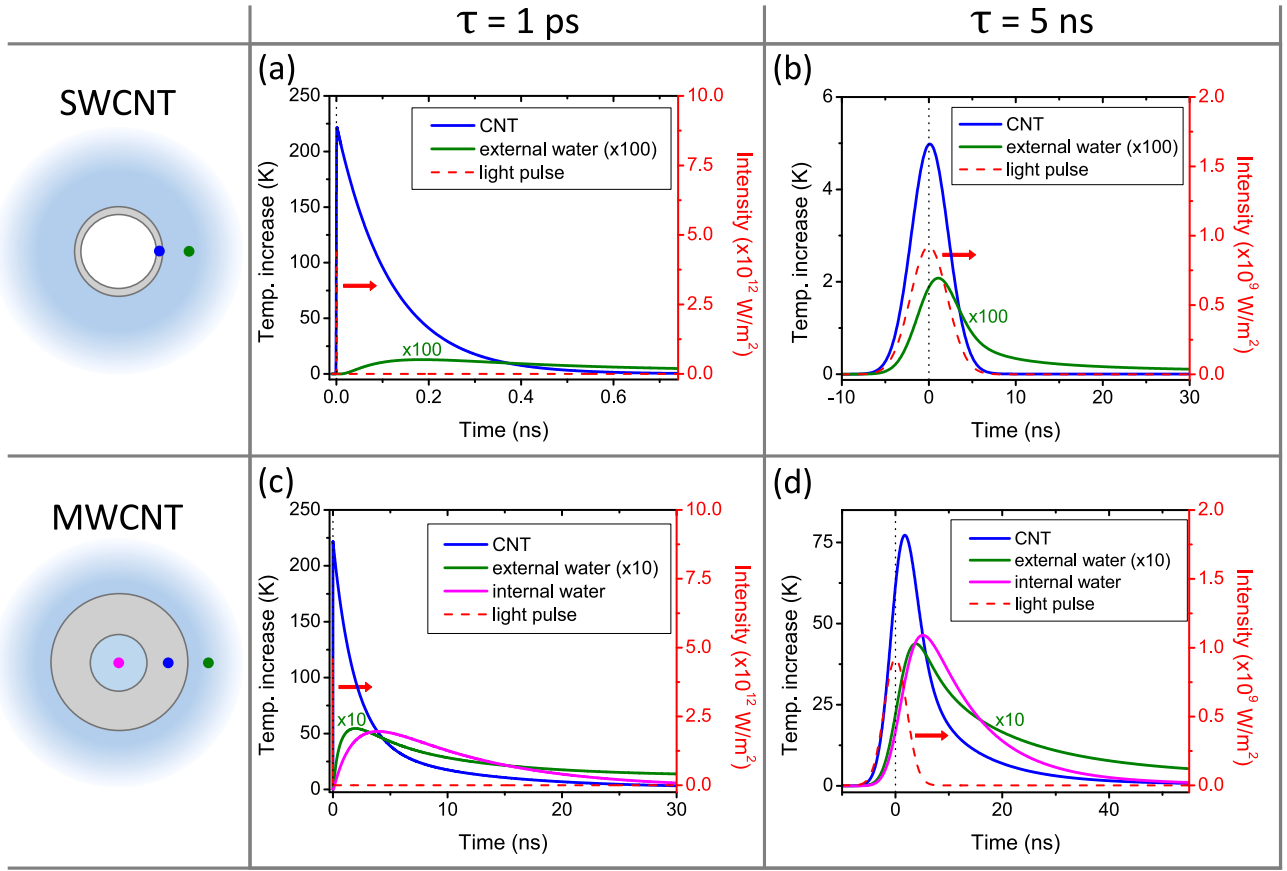 τ = 1 ps
τ = 5 ns
SWCNT
(a)
250
200
150
100
50
0
Temp. increase (K)
CNT
external water (x100)
light pulse
x100
10.0
7.5
5.0
2.5
0.0
Intensity (x10¹² W/m²)
0.0
0.2
0.4
0.6
Time (ns)
(b)
6
4
2
0
Temp. increase (K)
CNT
external water (x100)
light pulse
x100
2.0
1.5
1.0
0.5
0.0
Intensity (x10⁹ W/m²)
-10
0
10
20
30
Time (ns)
MWCNT
(c)
250
200
150
100
50
0
Temp. increase (K)
CNT
external water (x10)
internal water
light pulse
x10
10.0
7.5
5.0
2.5
0.0
Intensity (x10¹² W/m²)
0
10
20
30
Time (ns)
(d)
75
50
25
0
Temp. increase (K)
CNT
external water (x10)
internal water
light pulse
x10
2.0
1.5
1.0
0.5
0.0
Intensity (x10⁹ W/m²)
0
20
40
Time (ns)